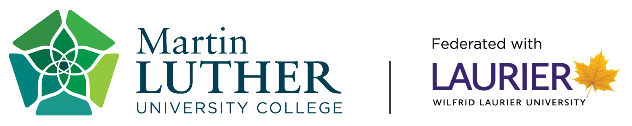 Martin
LUTHER
UNIVERSITY COLLEGE
Federated with
LAURIER
WILFRID LAURIER UNIVERSITY